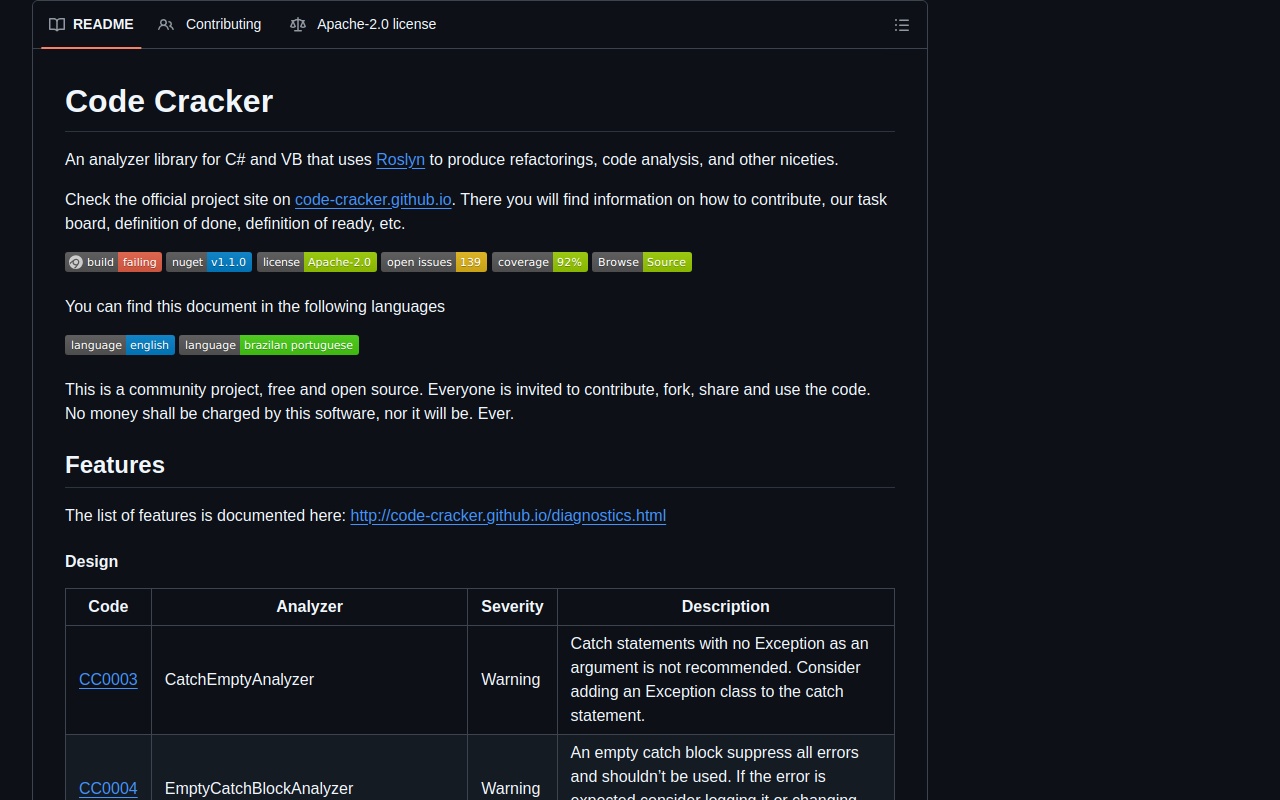 README Contributing Apache-2.0 license
Code Cracker
An analyzer library for C# and VB that uses Roslyn to produce refactorings, code analysis, and other niceties.
Check the official project site on code-cracker.github.io. There you will find information on how to contribute, our task
board, definition of done, definition of ready, etc.
build failing nuget v1.1.0 license Apache-2.0 open issues 139 coverage 92% Browse Source
You can find this document in the following languages
language english language brazilan portuguese
This is a community project, free and open source. Everyone is invited to contribute, fork, share and use the code.
No money shall be charged by this software, nor it will be. Ever.
Features
The list of features is documented here: http://code-cracker.github.io/diagnostics.html
Design
Code Analyzer Severity Description
CC0003 CatchEmptyAnalyzer Warning Catch statements with no Exception as an
argument is not recommended. Consider
adding an Exception class to the catch
statement.
CC0004 EmptyCatchBlockAnalyzer Warning An empty catch block suppress all errors
and shouldn’t be used. If the error is
expected consider logging it or changing